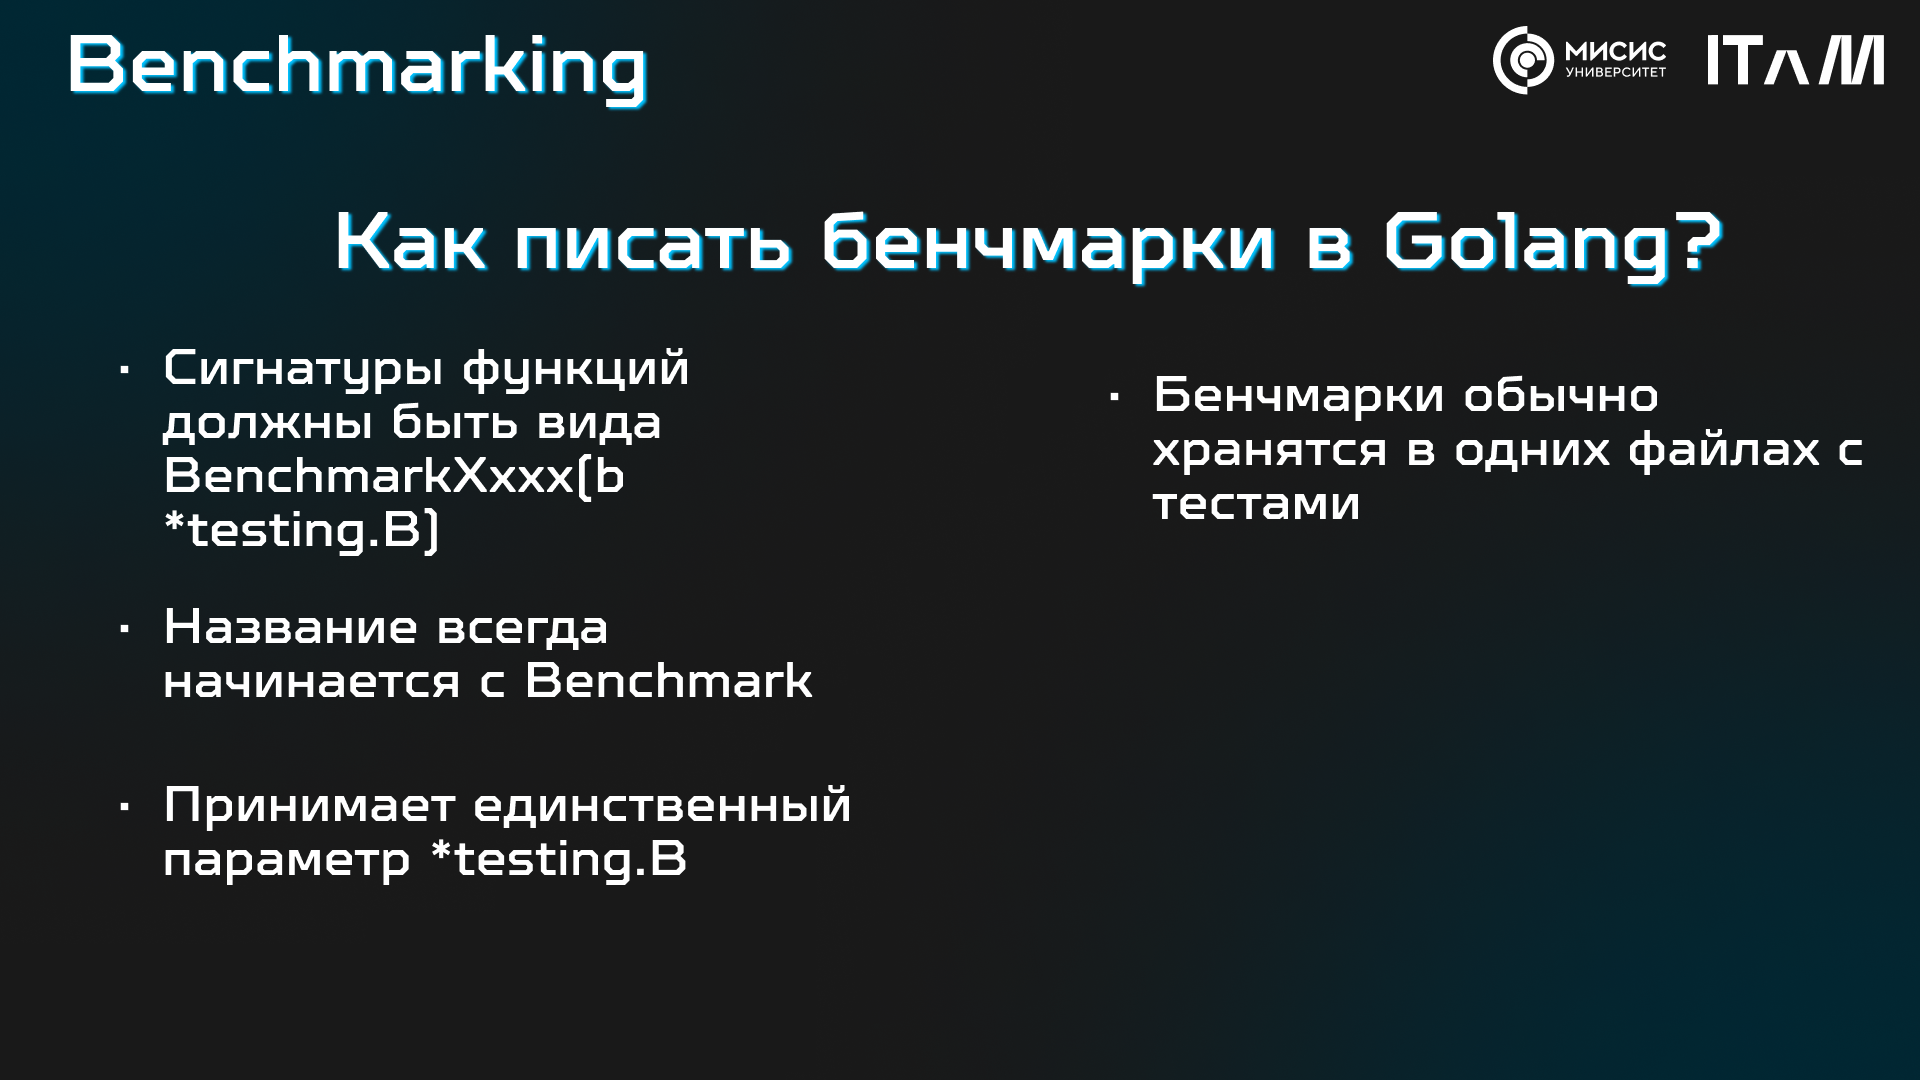 Benchmarking
МИСИС
УНИВЕРСИТЕТ
ITAM
Как писать бенчмарки в Golang?
· Сигнатуры функций
должны быть вида
BenchmarkXxxx(b
*testing.B)
· Название всегда
начинается с Benchmark
· Принимает единственный
параметр *testing.B
· Бенчмарки обычно
хранятся в одних файлах с
тестами